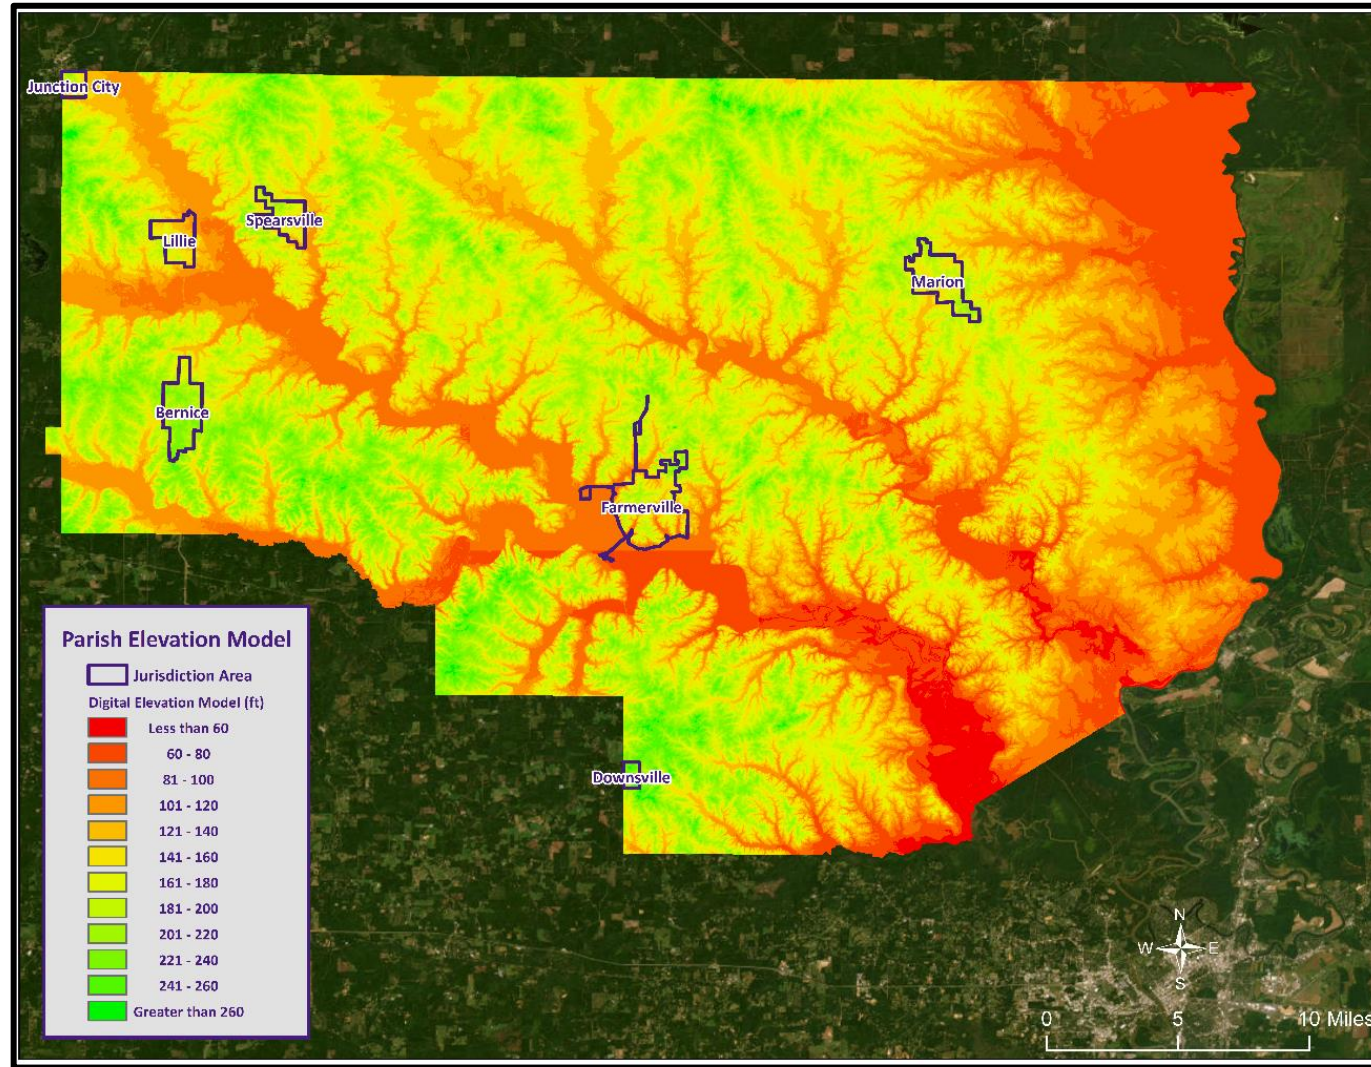 Junction City
Spearsville
Lillie
Marion
Bernice
Farmerville
Downsville
Parish Elevation Model
Jurisdiction Area
Digital Elevation Model (ft)
Less than 60
60 - 80
81 - 100
101 - 120
121 - 140
141 - 160
161 - 180
181 - 200
201 - 220
221 - 240
241 - 260
Greater than 260
N
W E
S
0 5 10 Miles